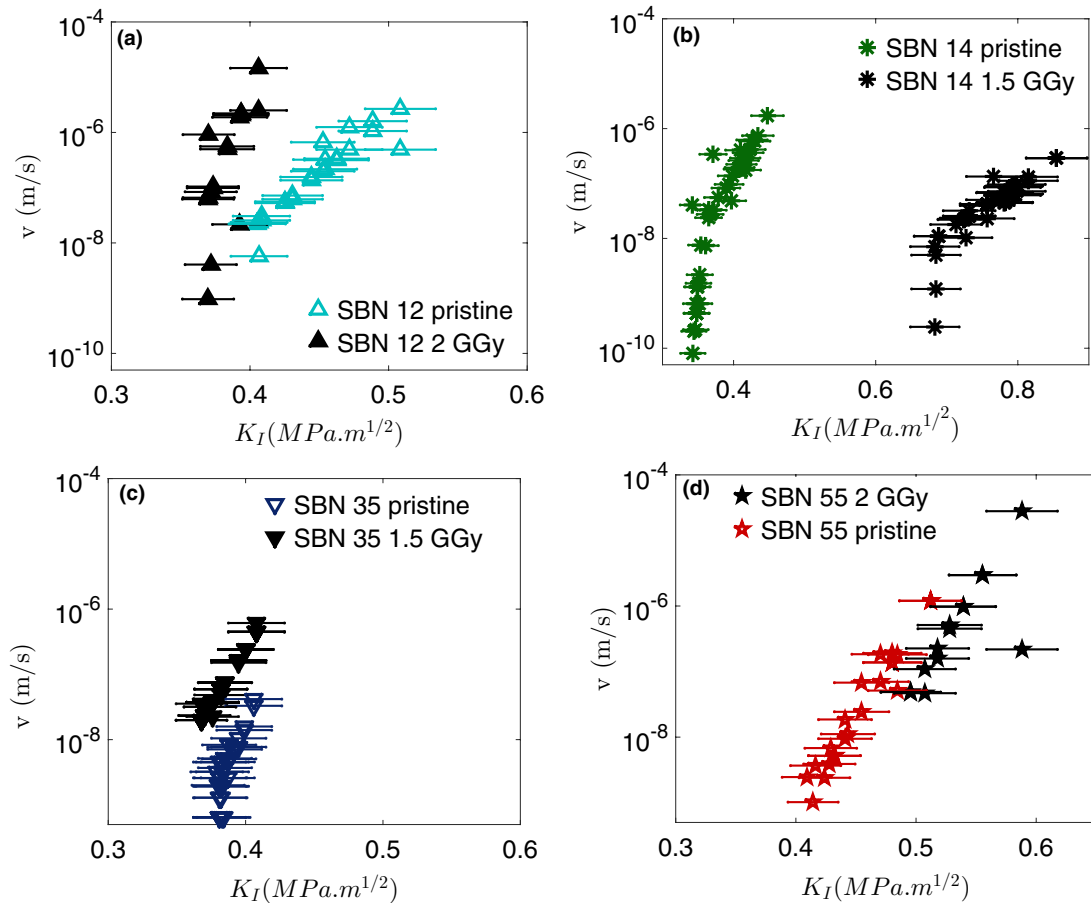 (a)
10^-4
10^-6
10^-8
10^-10
v (m/s)
SBN 12 pristine
SBN 12 2 GGy
0.3 0.4 0.5 0.6
K_I(MPa.m^1/2)
(b)
10^-4
10^-6
10^-8
10^-10
v (m/s)
SBN 14 pristine
SBN 14 1.5 GGy
0.4 0.6 0.8
K_I(MPa.m^1/2)
(c)
10^-4
10^-6
10^-8
v (m/s)
SBN 35 pristine
SBN 35 1.5 GGy
0.3 0.4 0.5 0.6
K_I(MPa.m^1/2)
(d)
10^-4
10^-6
10^-8
v (m/s)
SBN 55 2 GGy
SBN 55 pristine
0.3 0.4 0.5 0.6
K_I(MPa.m^1/2)